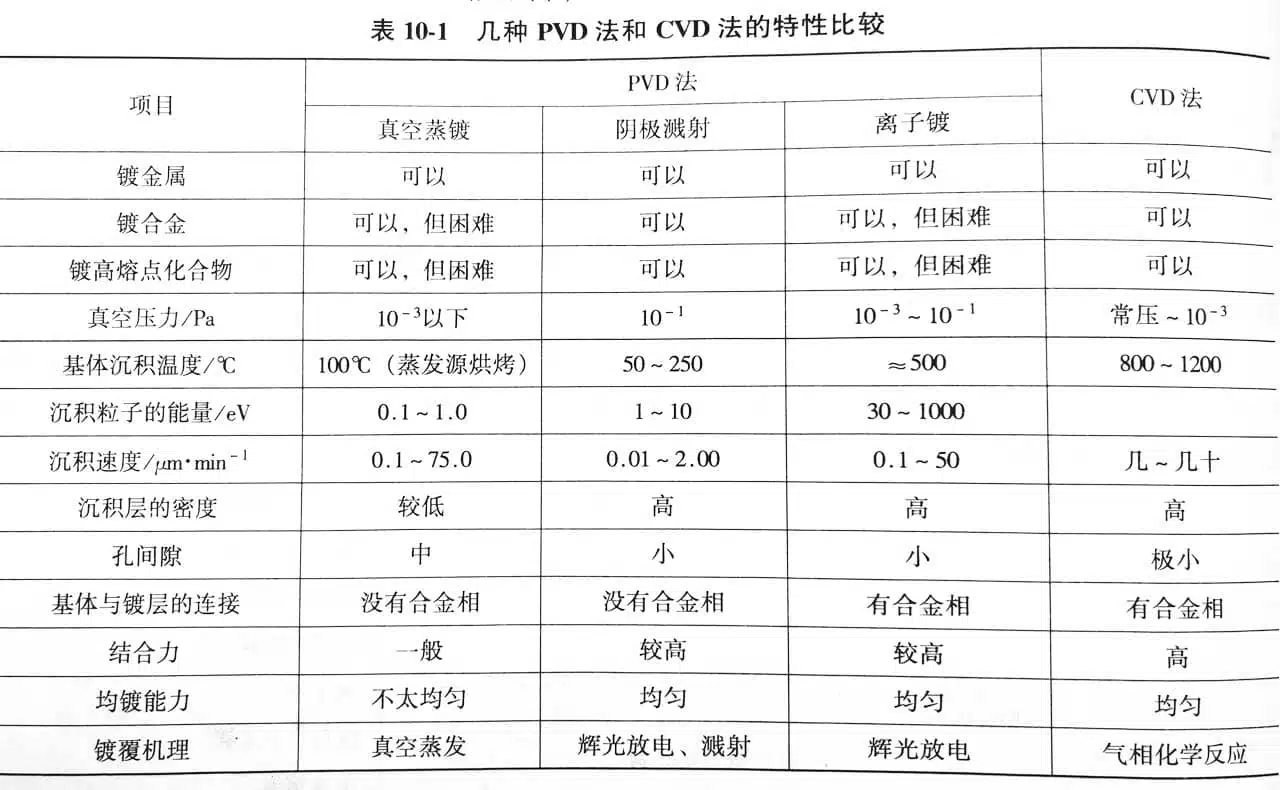 表 10-1 几种 PVD 法和 CVD 法的特性比较
项目 PVD 法 CVD 法
真空蒸镀 阴极溅射 离子镀
镀金属 可以 可以 可以 可以
镀合金 可以，但困难 可以 可以，但困难 可以
镀高熔点化合物 可以，但困难 可以 可以，但困难 可以
真空压力/Pa 10⁻³以下 10⁻¹ 10⁻³～10⁻¹ 常压～10⁻³
基体沉积温度/℃ 100℃（蒸发源烘烤） 50～250 ≈500 800～1200
沉积粒子的能量/eV 0.1～1.0 1～10 30～1000
沉积速度/μm·min⁻¹ 0.1～75.0 0.01～2.00 0.1～50 几～几十
沉积层的密度 较低 高 高 高
孔间隙 中 小 小 极小
基体与镀层的连接 没有合金相 没有合金相 有合金相 有合金相
结合力 一般 较高 较高 高
均镀能力 不太均匀 均匀 均匀 均匀
镀覆机理 真空蒸发 辉光放电、溅射 辉光放电 气相化学反应